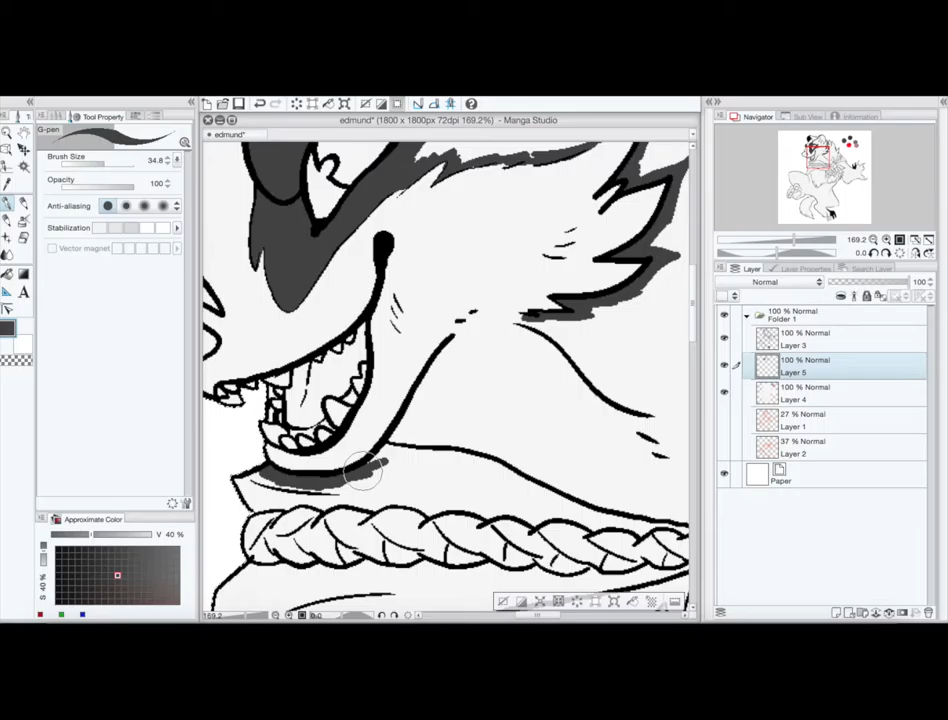 edmund* (1800 x 1800px 72dpi 169.2%) - Manga Studio
Tool Property
G-pen
edmund*
Brush Size 34.8
Opacity 100
Anti-aliasing
Stabilization
Vector magnet
Approximate Color
V 40 %
S 40 %
169.2
0.0
Navigator
Sub View
Information
169.2
0.0
Layer
Layer Properties
Search Layer
Normal
100
100 % Normal
Folder 1
100 % Normal
Layer 3
100 % Normal
Layer 5
100 % Normal
Layer 4
27 % Normal
Layer 1
37 % Normal
Layer 2
Paper